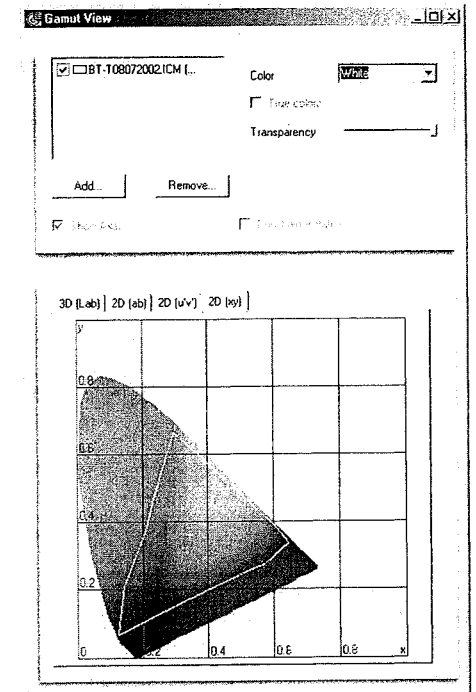 Gamut View
BT-T08072002.ICM (...
Color
White
True colors
Transparency
Add...
Remove...
Show Axis
3D (Lab)
2D (ab)
2D (u'v')
2D (xy)
y
0.8
0.6
0.4
0.2
0
0.2
0.4
0.6
0.8
x